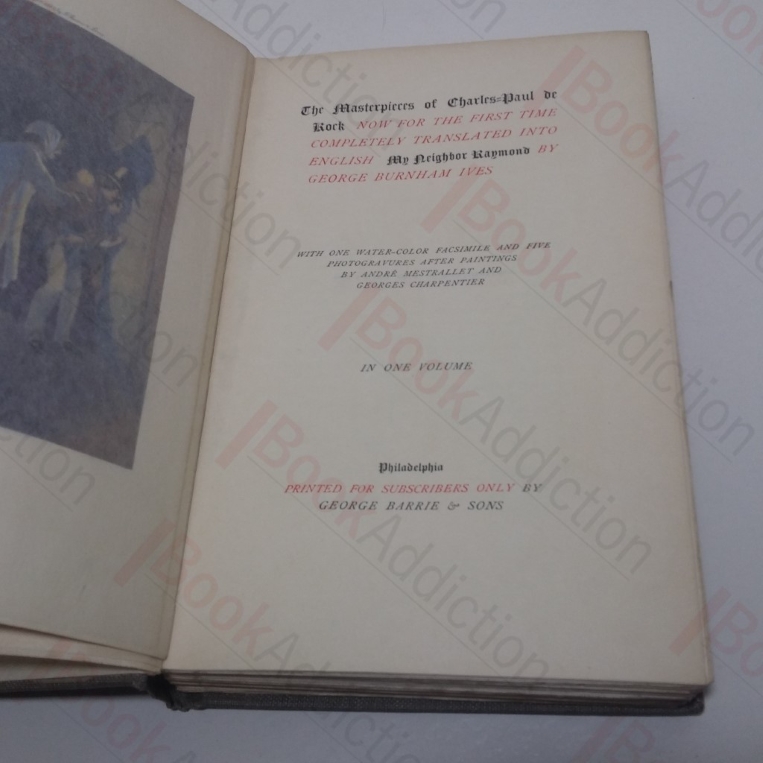 The Masterpieces of Charles-Paul de
Kock NOW FOR THE FIRST TIME
COMPLETELY TRANSLATED INTO
ENGLISH My Neighbor Raymond BY
GEORGE BURNHAM IVES
WITH ONE WATER-COLOR FACSIMILE AND FIVE
PHOTOGRAVURES AFTER PAINTINGS
BY ANDRÉ MESTRALLET AND
GEORGES CHARPENTIER
IN ONE VOLUME
Philadelphia
PRINTED FOR SUBSCRIBERS ONLY BY
GEORGE BARRIE & SONS
BookAddiction